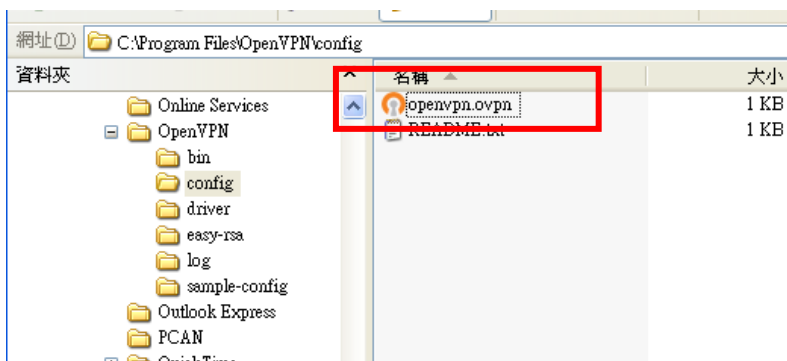 網址(D) C:\Program Files\OpenVPN\config
資料夾
名稱 大小
Online Services
openvpn.ovpn 1 KB
OpenVPN
README.txt 1 KB
bin
config
driver
easy-rsa
log
sample-config
Outlook Express
PCAN
QuickTime